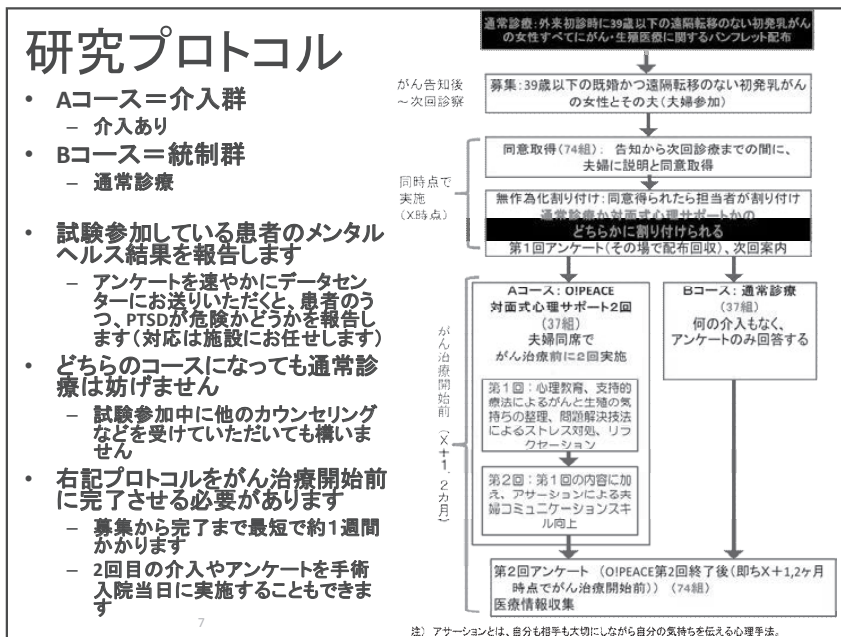 研究プロトコル
• Aコース＝介入群
– 介入あり
• Bコース＝統制群
– 通常診療
• 試験参加している患者のメンタル
ヘルス結果を報告します
– アンケートを速やかにデータセン
ターにお送りいただくと、患者のう
つ、PTSDが危険かどうかを報告し
ます（対応は施設にお任せします）
• どちらのコースになっても通常診
療は妨げません
– 試験参加中に他のカウンセリング
などを受けていただいても構いま
せん
• 右記プロトコルをがん治療開始前
に完了させる必要があります
– 募集から完了まで最短で約1週間
かかります
– 2回目の介入やアンケートを手術
入院当日に実施することもできま
す
7
通常診療：外来初診時に39歳以下の遠隔転移のない初発乳がん
の女性すべてにがん・生殖医療に関するパンフレット配布
がん告知後
～次回診察
募集：39歳以下の既婚かつ遠隔転移のない初発乳がん
の女性とその夫（夫婦参加）
同時点で
実施
（X時点）
同意取得（74組）： 告知から次回診療までの間に、
夫婦に説明と同意取得
無作為化割り付け：同意得られたら担当者が割り付け
通常診療か対面式心理サポートかの
どちらかに割り付けられる
第1回アンケート（その場で配布回収）、次回案内
がん治療開始前（X＋1，2カ月）
Aコース： O!PEACE
対面式心理サポート2回
（37組）
夫婦同席で
がん治療前に2回実施
第1回：心理教育、支持的
療法によるがんと生殖の気
持ちの整理、問題解決技法
によるストレス対処、リラ
クセーション
第2回：第1回の内容に加
え、アサーションによる夫
婦コミュニケーションスキ
ル向上
Bコース： 通常診療
（37組）
何の介入もなく、
アンケートのみ回答する
第2回アンケート （O!PEACE第2回終了後（即ちX＋1,2ヶ月
時点でがん治療開始前）） （74組）
医療情報収集
注） アサーションとは、自分も相手も大切にしながら自分の気持ちを伝える心理手法。